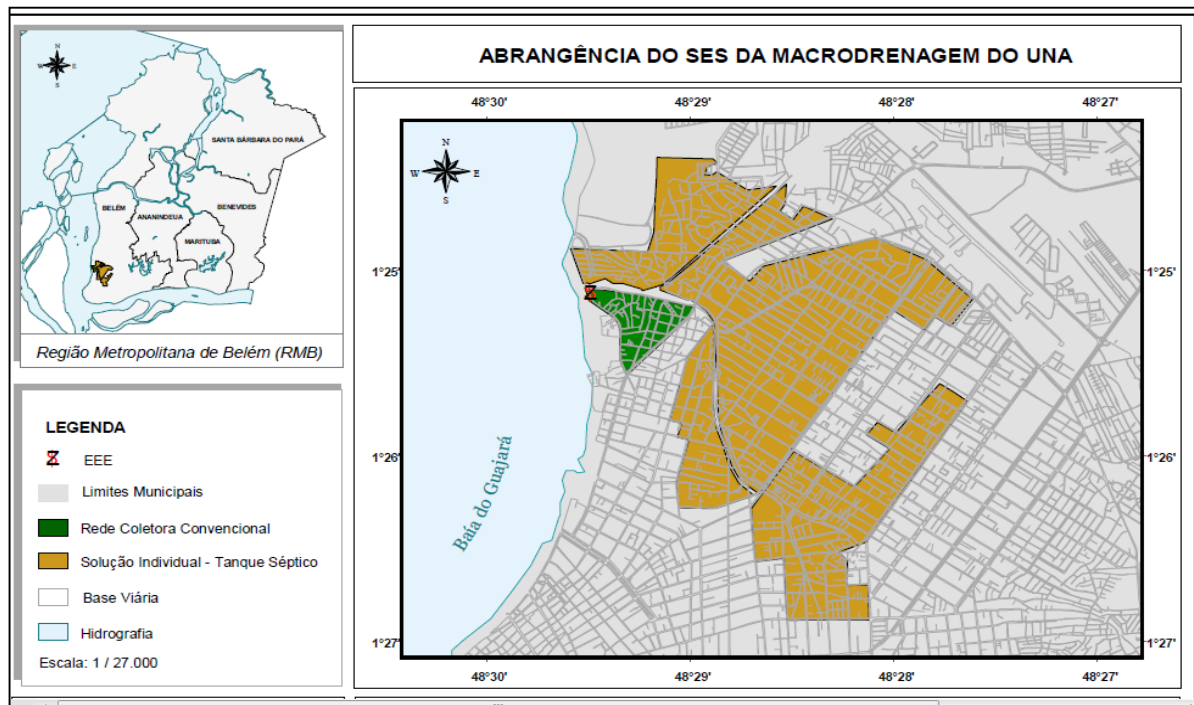 N
W E
S
SANTA BÁRBARA DO PARÁ
BELÉM
ANANINDEUA
BENEVIDES
MARITUBA
Região Metropolitana de Belém (RMB)
LEGENDA
EEE
Limites Municipais
Rede Coletora Convencional
Solução Individual - Tanque Séptico
Base Viária
Hidrografia
Escala: 1 / 27.000
ABRANGÊNCIA DO SES DA MACRODRENAGEM DO UNA
48°30' 48°29' 48°28' 48°27'
N
W E
S
1°25' 1°25'
1°26' 1°26'
Baía do Guajará
1°27' 1°27'
48°30' 48°29' 48°28' 48°27'